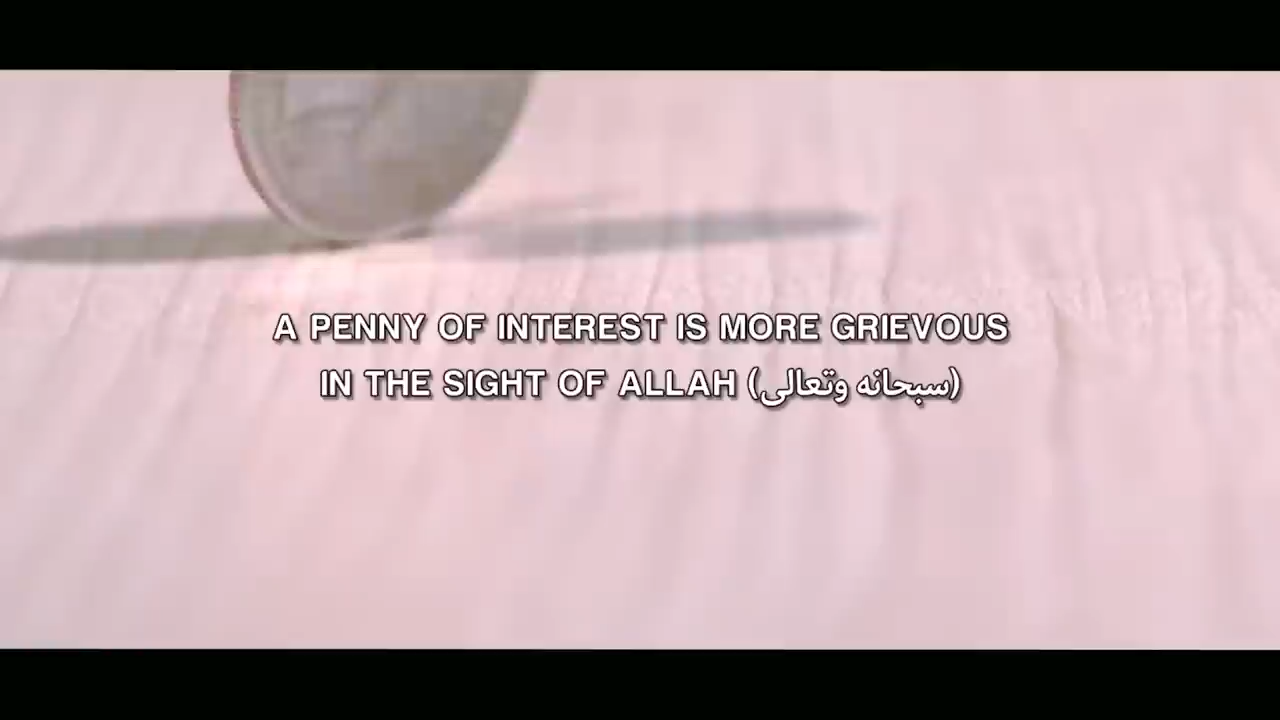 A PENNY OF INTEREST IS MORE GRIEVOUS
IN THE SIGHT OF ALLAH (سبحانه وتعالى)